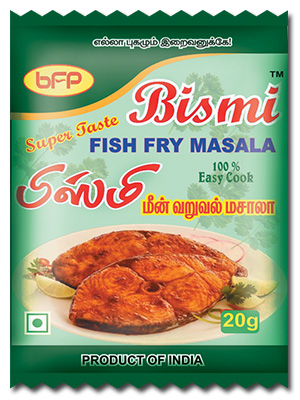 எல்லா புகழும் இறைவனுக்கே!
bFP
Bismi TM
Super Taste
FISH FRY MASALA
100 %
Easy Cook
பிஸ்மி
மீன் வறுவல் மசாலா
20g
PRODUCT OF INDIA